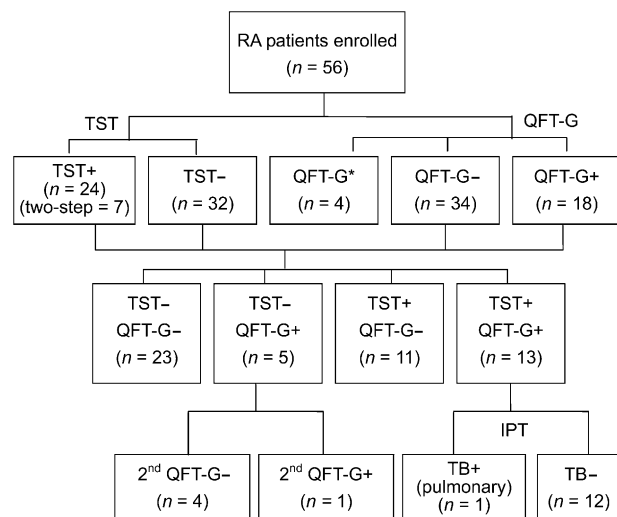 RA patients enrolled
(n = 56)
TST
QFT-G
TST+
(n = 24)
(two-step = 7)
TST–
(n = 32)
QFT-G*
(n = 4)
QFT-G–
(n = 34)
QFT-G+
(n = 18)
TST–
QFT-G–
(n = 23)
TST–
QFT-G+
(n = 5)
TST+
QFT-G–
(n = 11)
TST+
QFT-G+
(n = 13)
IPT
2nd QFT-G–
(n = 4)
2nd QFT-G+
(n = 1)
TB+
(pulmonary)
(n = 1)
TB–
(n = 12)